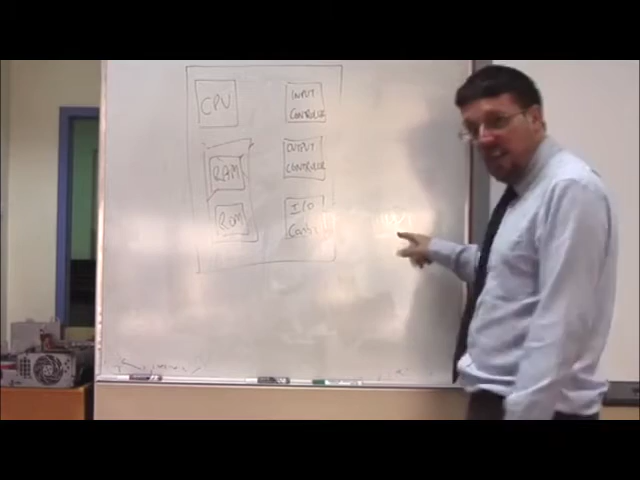 CPU
INPUT
CONTROLLER
OUTPUT
CONTROLLER
RAM
ROM
I/O